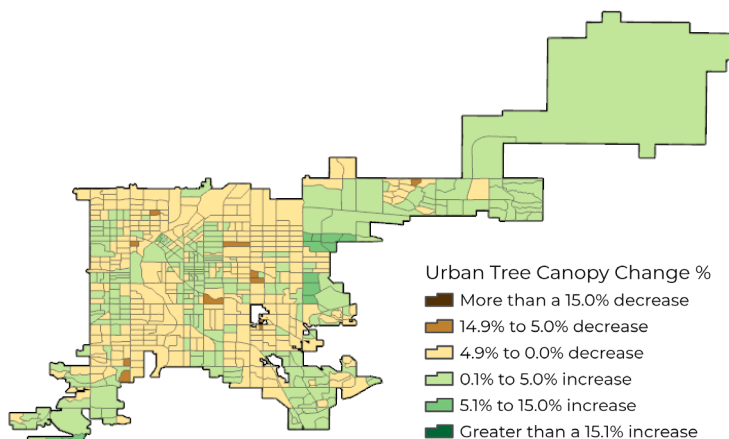 Urban Tree Canopy Change %
More than a 15.0% decrease
14.9% to 5.0% decrease
4.9% to 0.0% decrease
0.1% to 5.0% increase
5.1% to 15.0% increase
Greater than a 15.1% increase